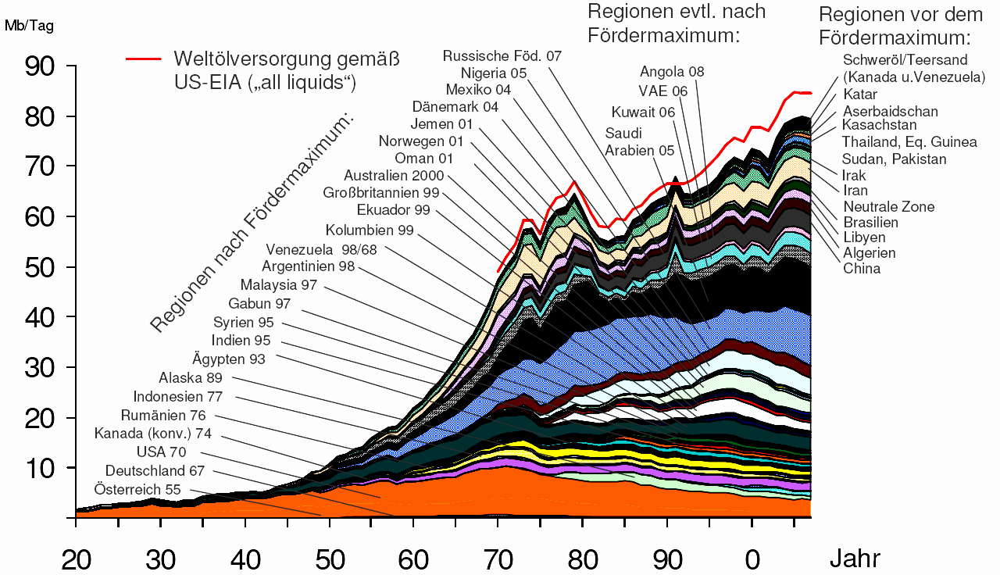 Mb/Tag
Regionen evtl. nach
Fördermaximum:
Regionen vor dem
Fördermaximum:
Weltölversorgung gemäß
US-EIA („all liquids“)
Regionen nach Fördermaximum:
Russische Föd. 07
Nigeria 05
Mexiko 04
Dänemark 04
Jemen 01
Norwegen 01
Oman 01
Australien 2000
Großbritannien 99
Ekuador 99
Kolumbien 99
Venezuela  98/68
Argentinien 98
Malaysia 97
Gabun 97
Syrien 95
Indien 95
Ägypten 93
Alaska 89
Indonesien 77
Rumänien 76
Kanada (konv.) 74
USA 70
Deutschland 67
Österreich 55
Angola 08
VAE 06
Kuwait 06
Saudi
Arabien 05
Schweröl/Teersand
(Kanada u.Venezuela)
Katar
Aserbaidschan
Kasachstan
Thailand, Eq. Guinea
Sudan, Pakistan
Irak
Iran
Neutrale Zone
Brasilien
Libyen
Algerien
China
90
80
70
60
50
40
30
20
10
20 30 40 50 60 70 80 90 0 Jahr